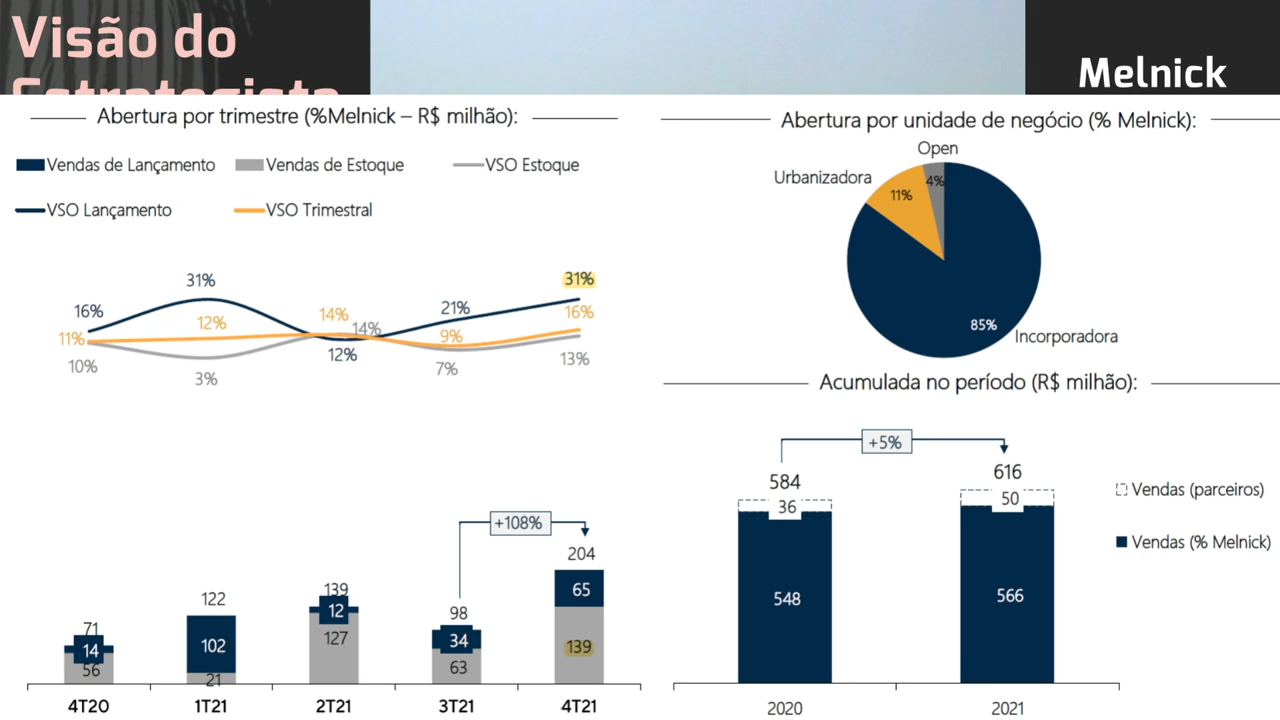 Visão do
Estrategista
Melnick
Abertura por trimestre (%Melnick – R$ milhão):
Vendas de Lançamento
Vendas de Estoque
VSO Estoque
VSO Lançamento
VSO Trimestral
16%
31%
14%
14%
21%
31%
11%
12%
12%
9%
16%
10%
3%
7%
13%
+108%
71
14
56
122
102
21
139
12
127
98
34
63
204
65
139
4T20
1T21
2T21
3T21
4T21
Abertura por unidade de negócio (% Melnick):
Open
Urbanizadora
4%
11%
85%
Incorporadora
Acumulada no período (R$ milhão):
+5%
584
36
548
616
50
566
Vendas (parceiros)
Vendas (% Melnick)
2020
2021